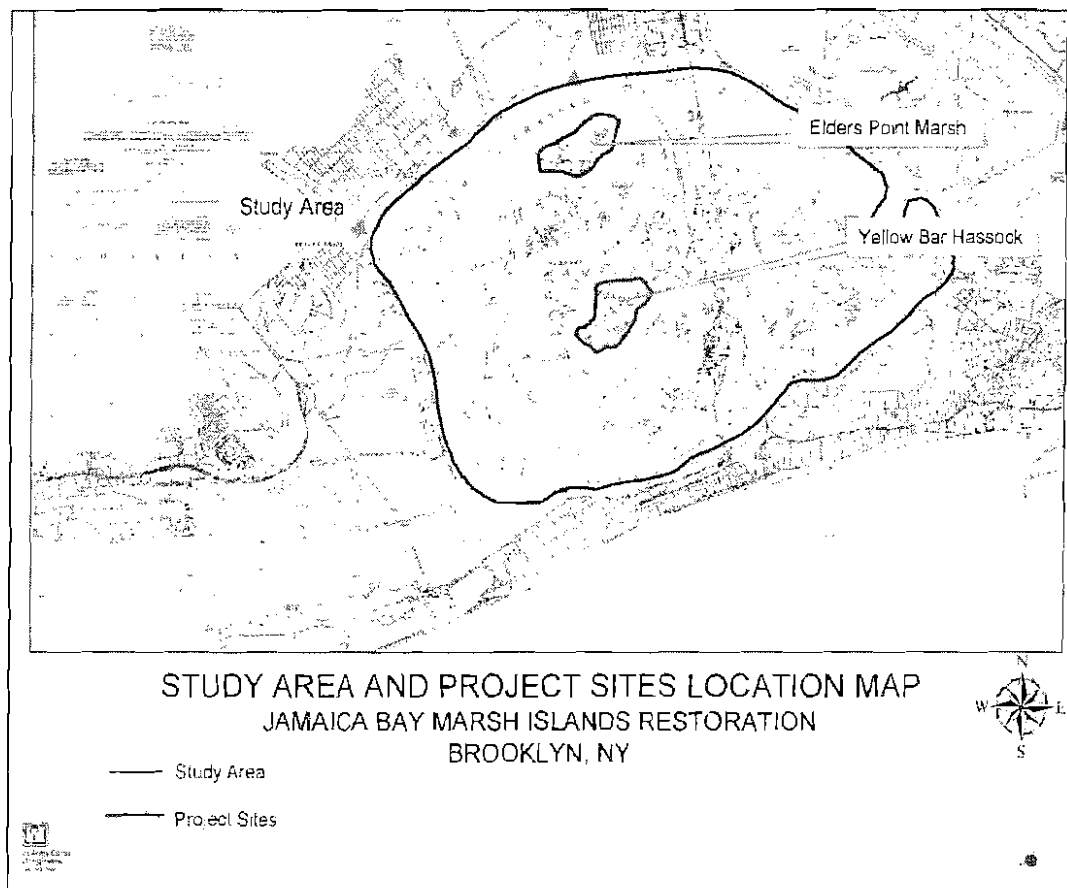 Elders Point Marsh
Study Area
Yellow Bar Hassock
STUDY AREA AND PROJECT SITES LOCATION MAP
JAMAICA BAY MARSH ISLANDS RESTORATION
BROOKLYN, NY
N
W E
S
Study Area
Project Sites